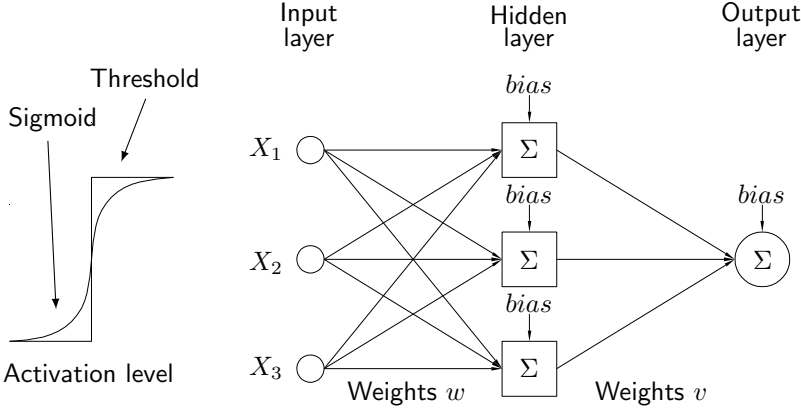 Input
layer
Hidden
layer
Output
layer
Threshold
Sigmoid
Activation level
X₁
X₂
X₃
bias
Σ
bias
Σ
bias
Σ
bias
Σ
Weights w
Weights v